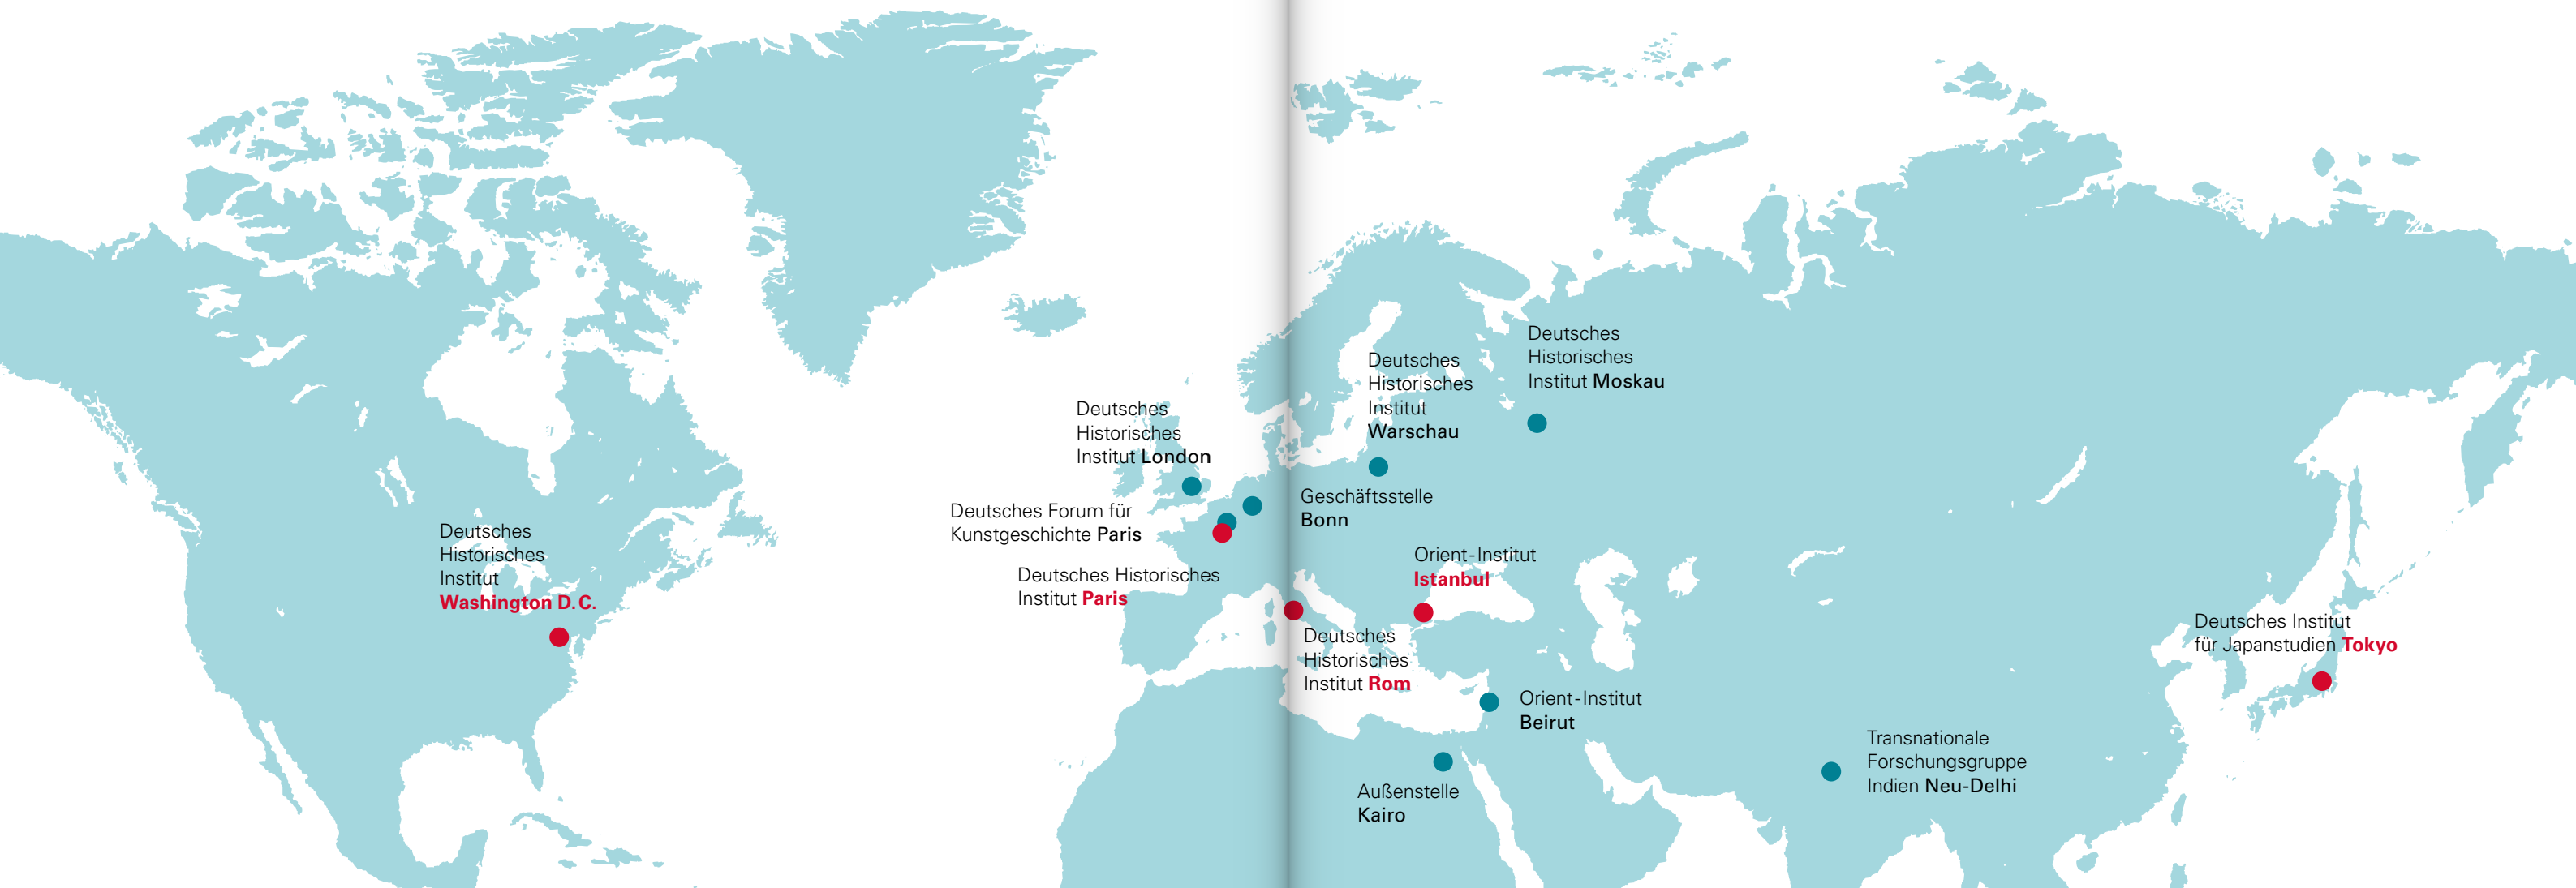 Deutsches
Historisches
Institut
Washington D.C.
Deutsches
Historisches
Institut London
Deutsches Forum für
Kunstgeschichte Paris
Deutsches Historisches
Institut Paris
Deutsches
Historisches
Institut
Warschau
Deutsches
Historisches
Institut Moskau
Geschäftsstelle
Bonn
Orient-Institut
Istanbul
Deutsches
Historisches
Institut Rom
Orient-Institut
Beirut
Außenstelle
Kairo
Transnationale
Forschungsgruppe
Indien Neu-Delhi
Deutsches Institut
für Japanstudien Tokyo